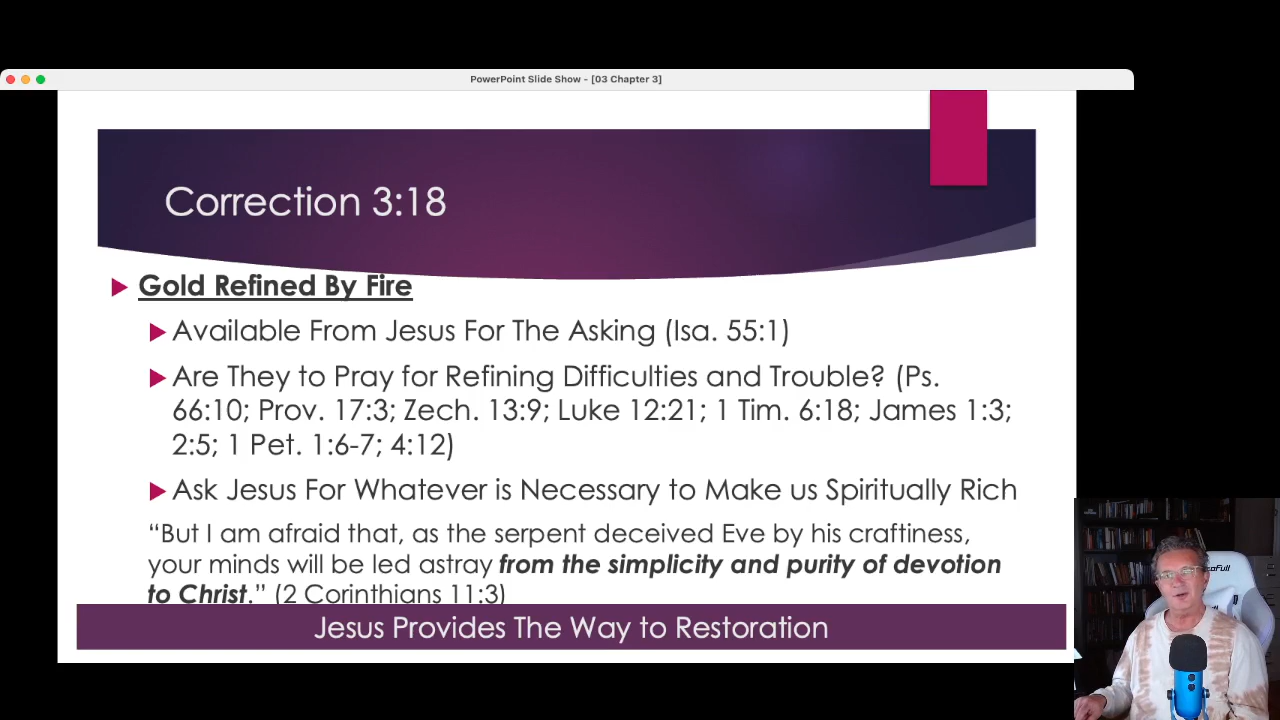 PowerPoint Slide Show - [03 Chapter 3]
Correction 3:18
Gold Refined By Fire
Available From Jesus For The Asking (Isa. 55:1)
Are They to Pray for Refining Difficulties and Trouble? (Ps.
66:10; Prov. 17:3; Zech. 13:9; Luke 12:21; 1 Tim. 6:18; James 1:3;
2:5; 1 Pet. 1:6-7; 4:12)
Ask Jesus For Whatever is Necessary to Make us Spiritually Rich
“But I am afraid that, as the serpent deceived Eve by his craftiness,
your minds will be led astray from the simplicity and purity of devotion
to Christ.” (2 Corinthians 11:3)
Jesus Provides The Way to Restoration